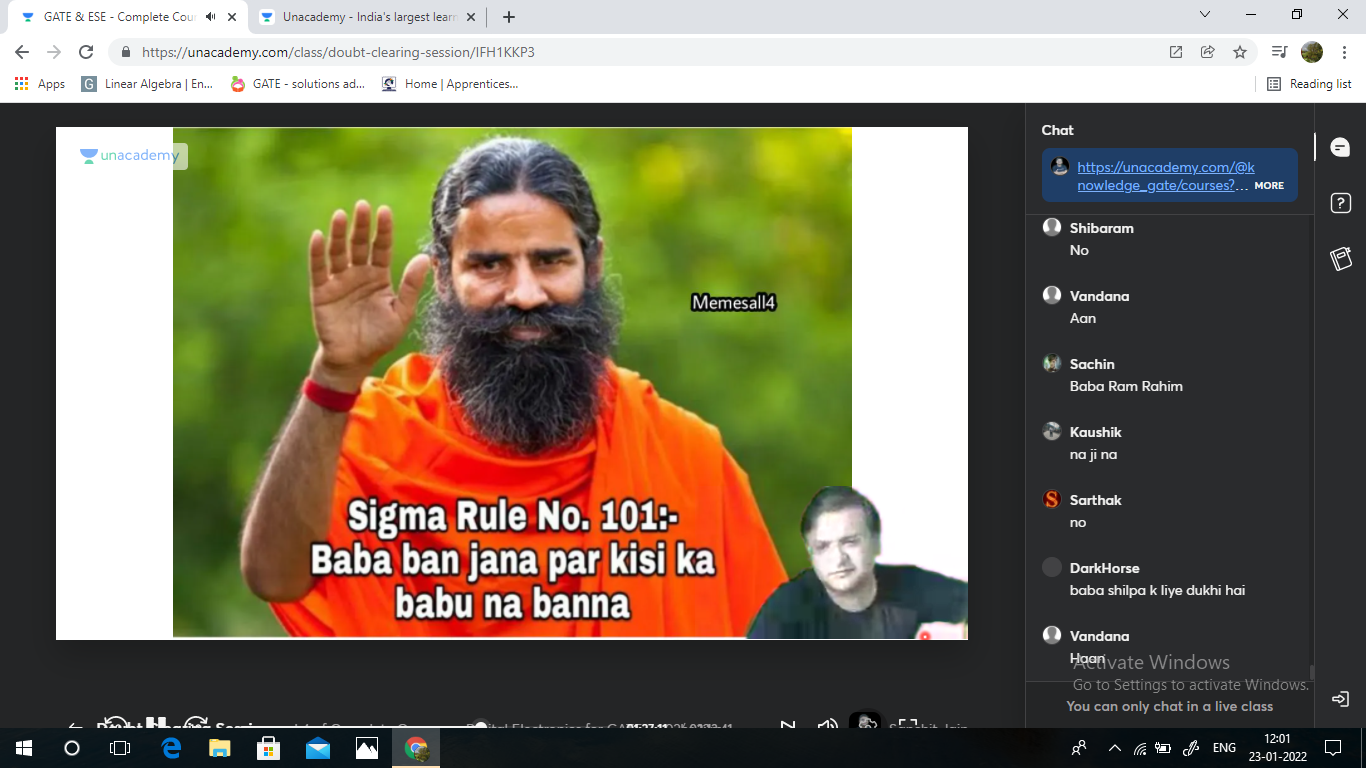 GATE & ESE - Complete Cou
Unacademy - India's largest learn
https://unacademy.com/class/doubt-clearing-session/IFH1KKP3
Apps
Linear Algebra | En...
GATE - solutions ad...
Home | Apprentices...
Reading list
unacademy
Memesall4
Sigma Rule No. 101:-
Baba ban jana par kisi ka
babu na banna
Chat
https://unacademy.com/@k
nowledge_gate/courses?... MORE
Shibaram
No
Vandana
Aan
Sachin
Baba Ram Rahim
Kaushik
na ji na
Sarthak
no
DarkHorse
baba shilpa k liye dukhi hai
Vandana
Haan
Activate Windows
Go to Settings to activate Windows.
You can only chat in a live class
ENG
12:01
23-01-2022